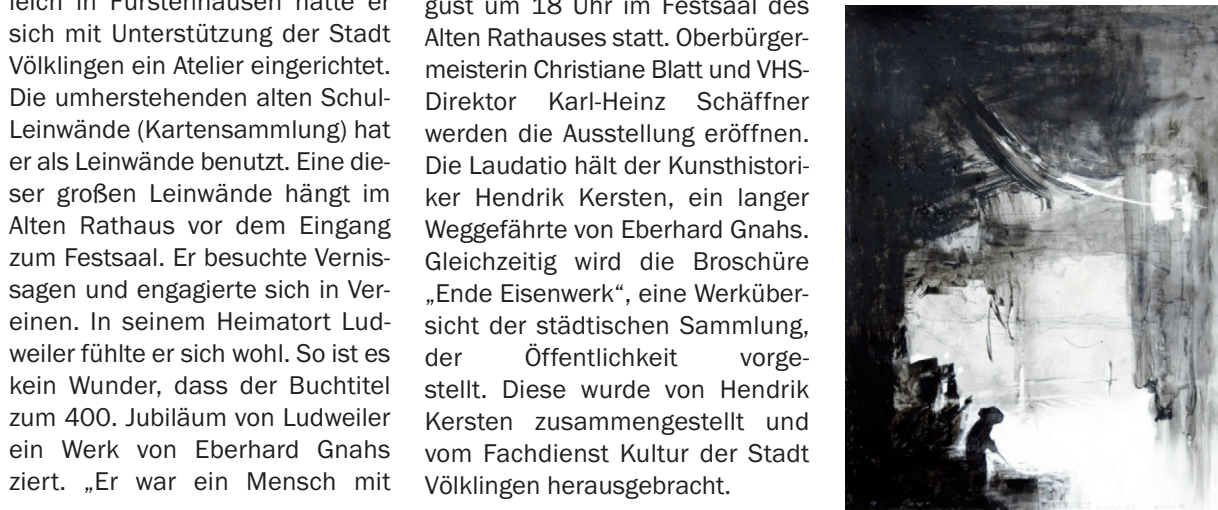 leich in Fürstenhausen hatte er
sich mit Unterstützung der Stadt
Völklingen ein Atelier eingerichtet.
Die umherstehenden alten Schul-
Leinwände (Kartensammlung) hat
er als Leinwände benutzt. Eine die-
ser großen Leinwände hängt im
Alten Rathaus vor dem Eingang
zum Festsaal. Er besuchte Vernis-
sagen und engagierte sich in Ver-
einen. In seinem Heimatort Lud-
weiler fühlte er sich wohl. So ist es
kein Wunder, dass der Buchtitel
zum 400. Jubiläum von Ludweiler
ein Werk von Eberhard Gnahs
ziert. „Er war ein Mensch mit
gust um 18 Uhr im Festsaal des
Alten Rathauses statt. Oberbürger-
meisterin Christiane Blatt und VHS-
Direktor Karl-Heinz Schäffner
werden die Ausstellung eröffnen.
Die Laudatio hält der Kunsthistori-
ker Hendrik Kersten, ein langer
Weggefährte von Eberhard Gnahs.
Gleichzeitig wird die Broschüre
„Ende Eisenwerk“, eine Werküber-
sicht der städtischen Sammlung,
der Öffentlichkeit vorge-
stellt. Diese wurde von Hendrik
Kersten zusammengestellt und
vom Fachdienst Kultur der Stadt
Völklingen herausgebracht.